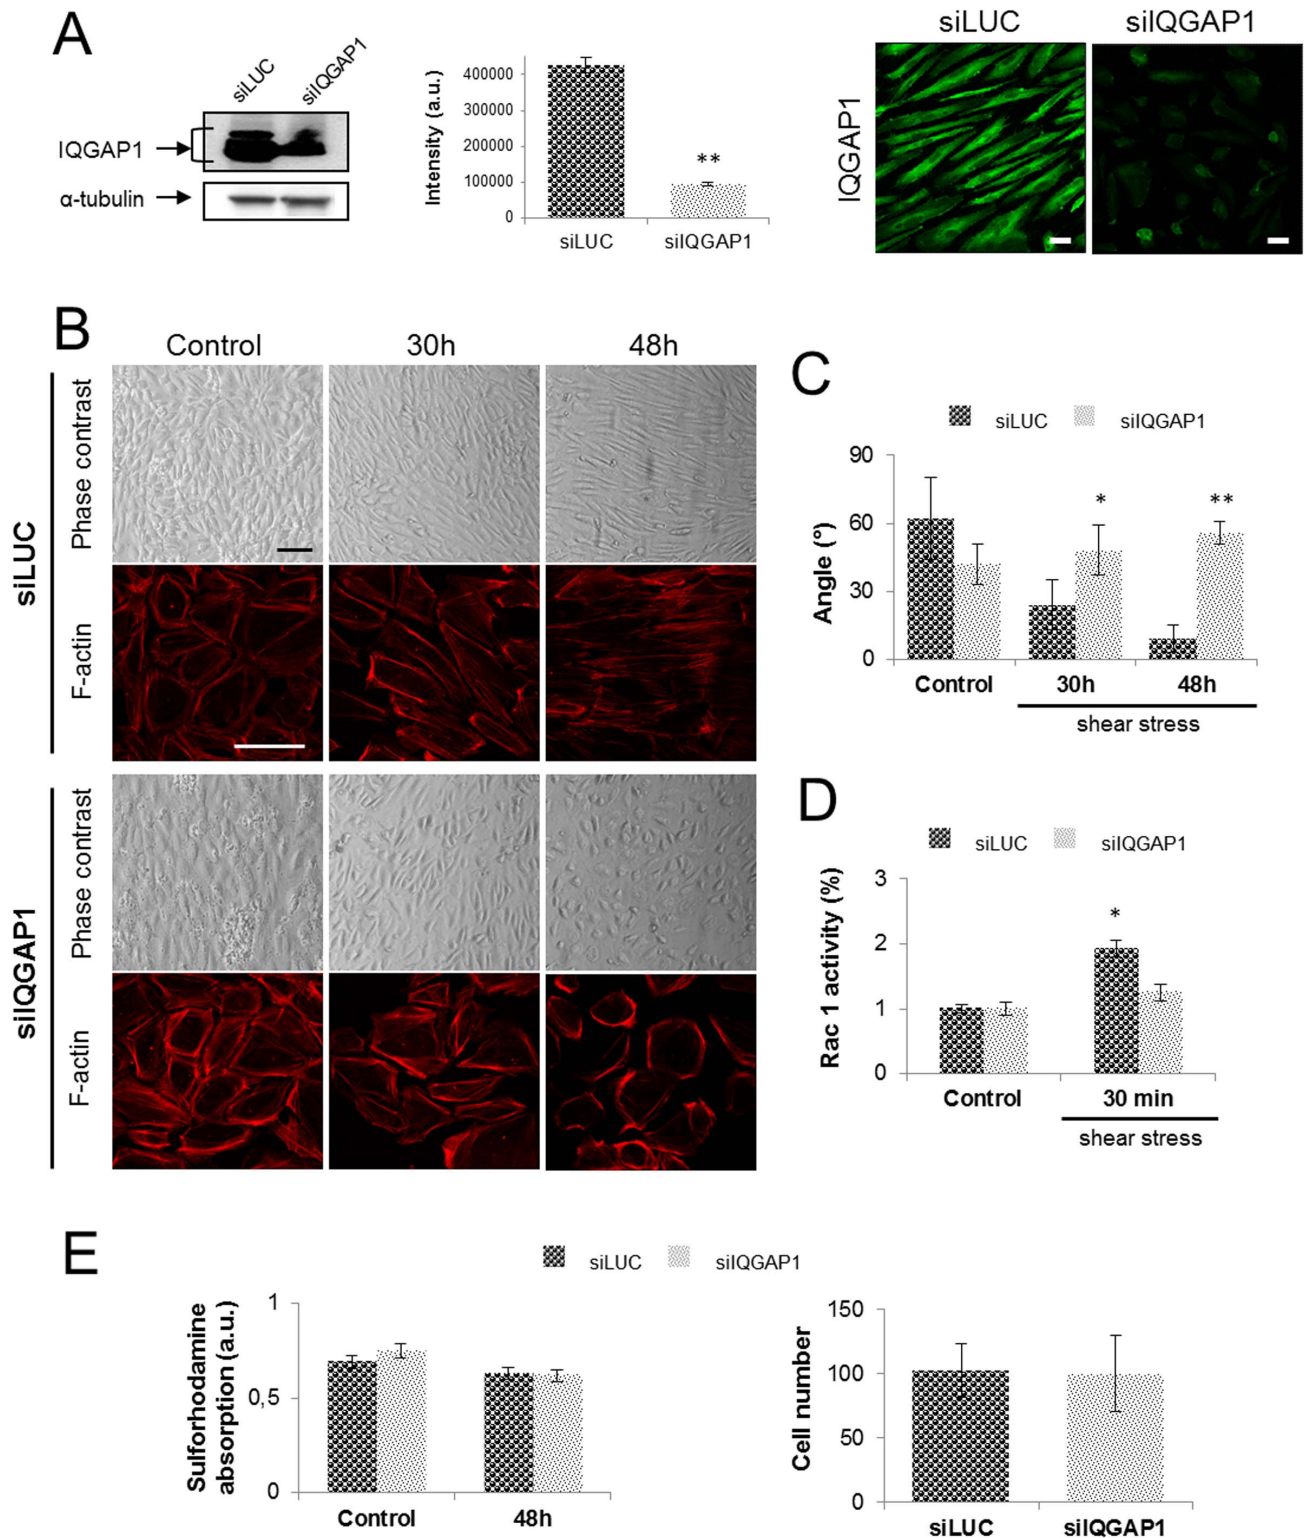 A
siLUC
siIQGAP1
IQGAP1
α-tubulin
Intensity (a.u.)
400000
300000
200000
100000
0
**
siLUC
siIQGAP1
siLUC
siIQGAP1
IQGAP1
B
Control
30h
48h
siLUC
Phase contrast
F-actin
siIQGAP1
Phase contrast
F-actin
C
siLUC
siIQGAP1
Angle (°)
90
60
30
0
*
**
Control
30h
48h
shear stress
D
siLUC
siIQGAP1
Rac 1 activity (%)
3
2
1
0
*
Control
30 min
shear stress
E
siLUC
siIQGAP1
Sulforhodamine
absorption (a.u.)
1
0,5
0
Control
48h
Cell number
150
100
50
0
siLUC
siIQGAP1